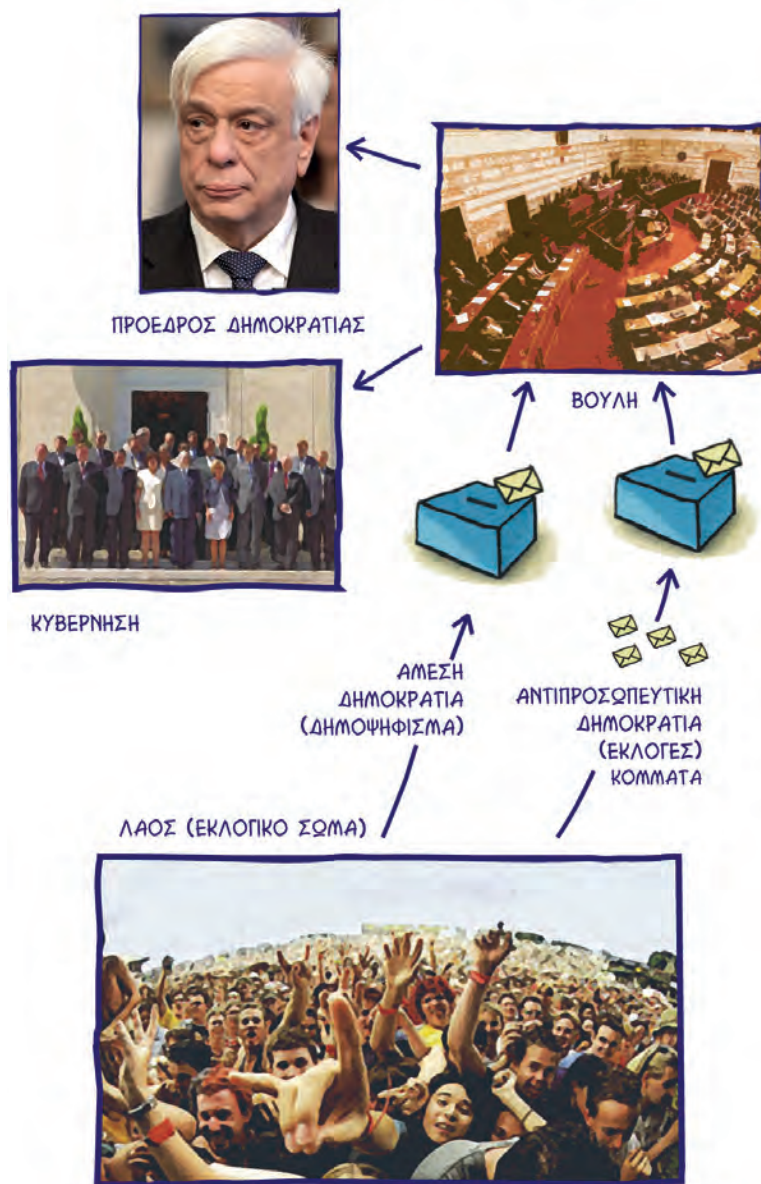 ΠΡΟΕΔΡΟΣ ΔΗΜΟΚΡΑΤΙΑΣ
ΒΟΥΛΗ
ΚΥΒΕΡΝΗΣΗ
ΑΜΕΣΗ
ΔΗΜΟΚΡΑΤΙΑ
(ΔΗΜΟΨΗΦΙΣΜΑ)
ΑΝΤΙΠΡΟΣΩΠΕΥΤΙΚΗ
ΔΗΜΟΚΡΑΤΙΑ
(ΕΚΛΟΓΕΣ)
ΚΟΜΜΑΤΑ
ΛΑΟΣ (ΕΚΛΟΓΙΚΟ ΣΩΜΑ)